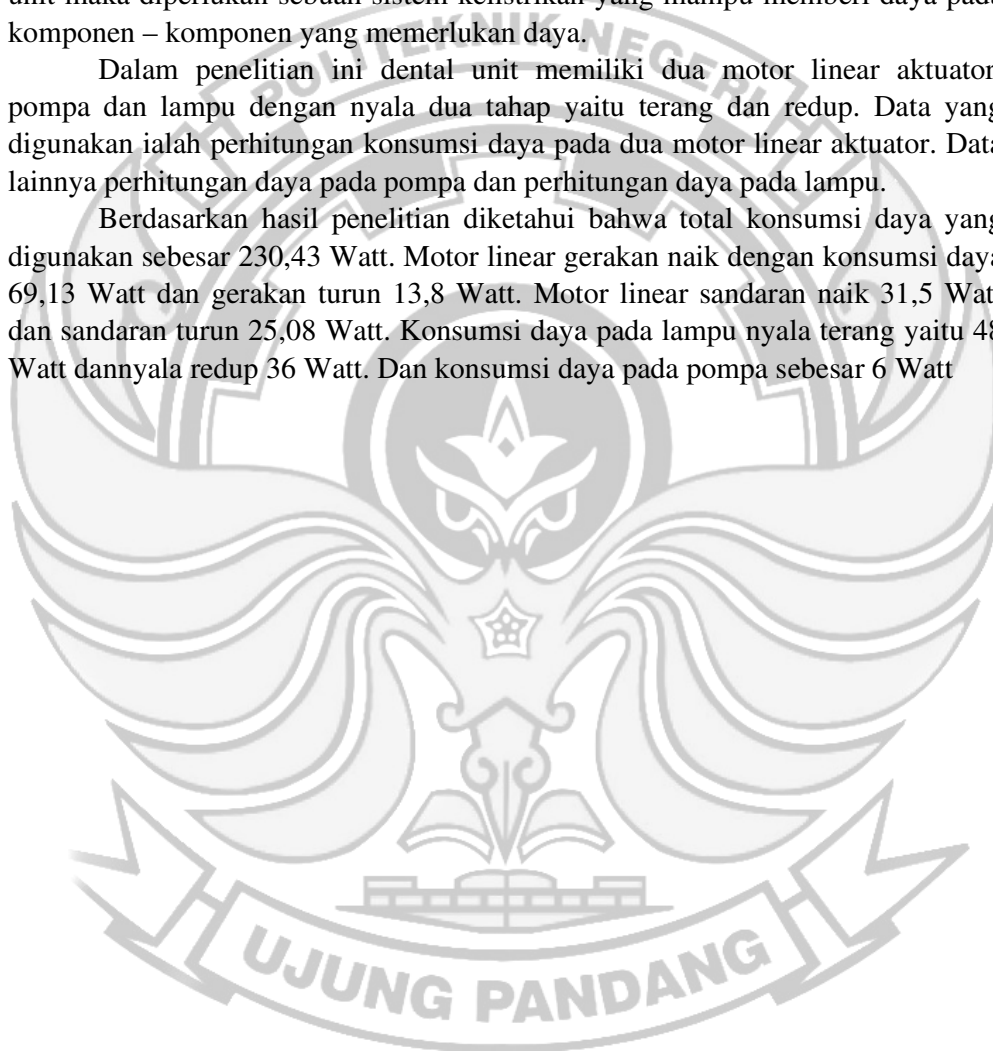 unit maka diperlukan sebuah sistem kelistrikan yang mampu memberi daya pada
komponen – komponen yang memerlukan daya.
Dalam penelitian ini dental unit memiliki dua motor linear aktuator
pompa dan lampu dengan nyala dua tahap yaitu terang dan redup. Data yang
digunakan ialah perhitungan konsumsi daya pada dua motor linear aktuator. Data
lainnya perhitungan daya pada pompa dan perhitungan daya pada lampu.
Berdasarkan hasil penelitian diketahui bahwa total konsumsi daya yang
digunakan sebesar 230,43 Watt. Motor linear gerakan naik dengan konsumsi daya
69,13 Watt dan gerakan turun 13,8 Watt. Motor linear sandaran naik 31,5 Wat
dan sandaran turun 25,08 Watt. Konsumsi daya pada lampu nyala terang yaitu 48
Watt dannyala redup 36 Watt. Dan konsumsi daya pada pompa sebesar 6 Watt
POLITEKNIK NEGERI
UJUNG PANDANG